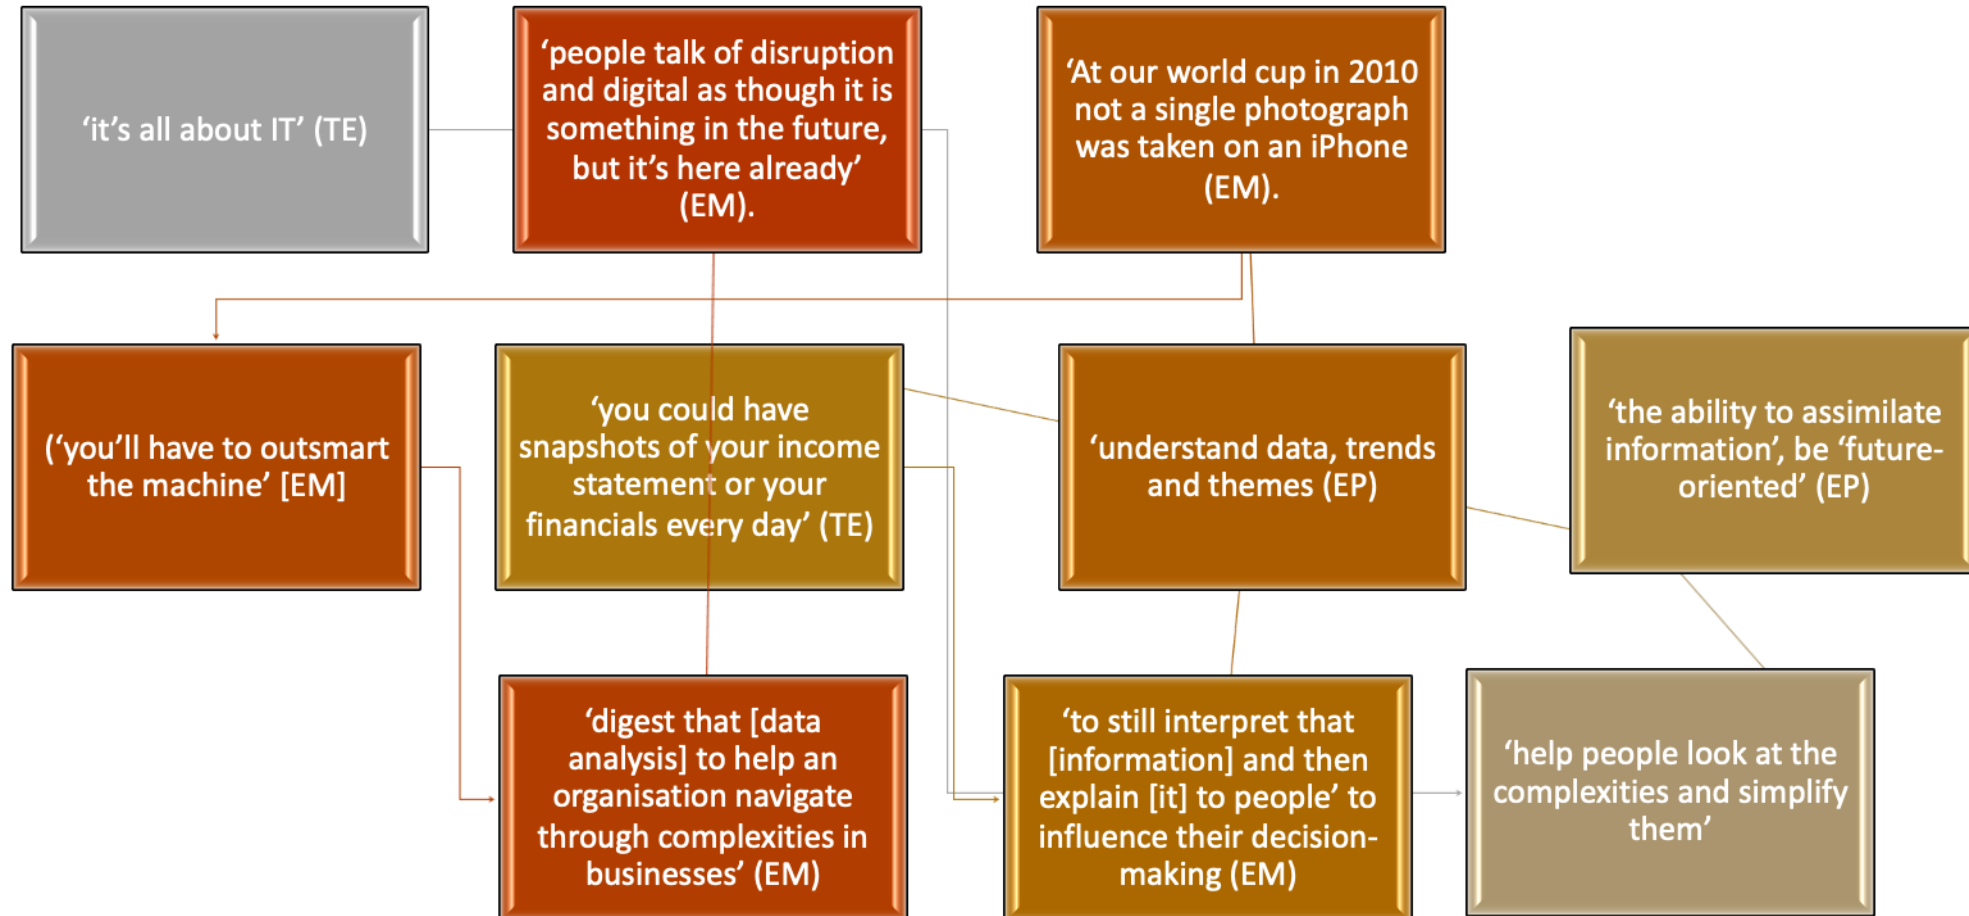 ‘it’s all about IT’ (TE)
‘people talk of disruption
and digital as though it is
something in the future,
but it’s here already’
(EM).
‘At our world cup in 2010
not a single photograph
was taken on an iPhone
(EM).
(‘you’ll have to outsmart
the machine’ [EM]
‘you could have
snapshots of your income
statement or your
financials every day’ (TE)
‘understand data, trends
and themes (EP)
‘the ability to assimilate
information’, be ‘future-
oriented’ (EP)
‘digest that [data
analysis] to help an
organisation navigate
through complexities in
businesses’ (EM)
‘to still interpret that
[information] and then
explain [it] to people’ to
influence their decision-
making (EM)
‘help people look at the
complexities and simplify
them’